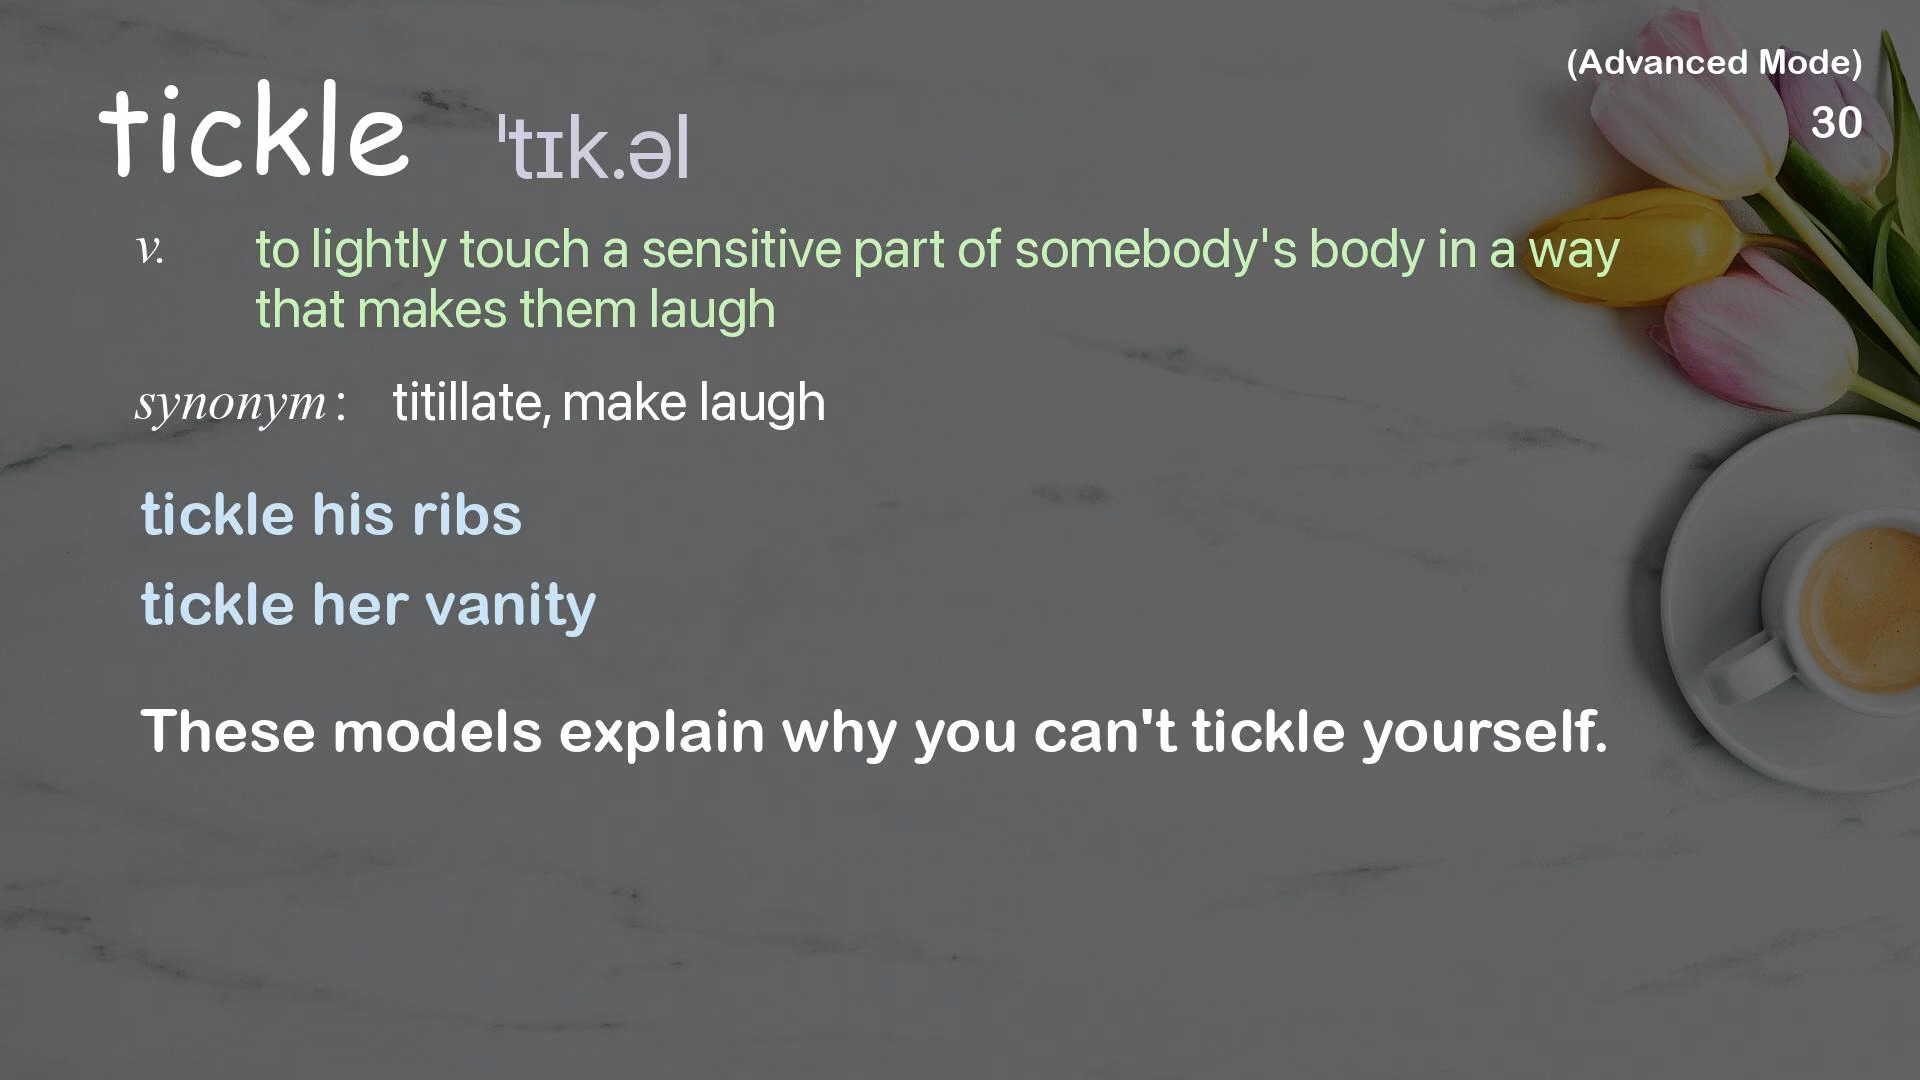 (Advanced Mode)
30
tickle ˈtɪk.əl
v. to lightly touch a sensitive part of somebody's body in a way
that makes them laugh
synonym: titillate, make laugh
tickle his ribs
tickle her vanity
These models explain why you can't tickle yourself.